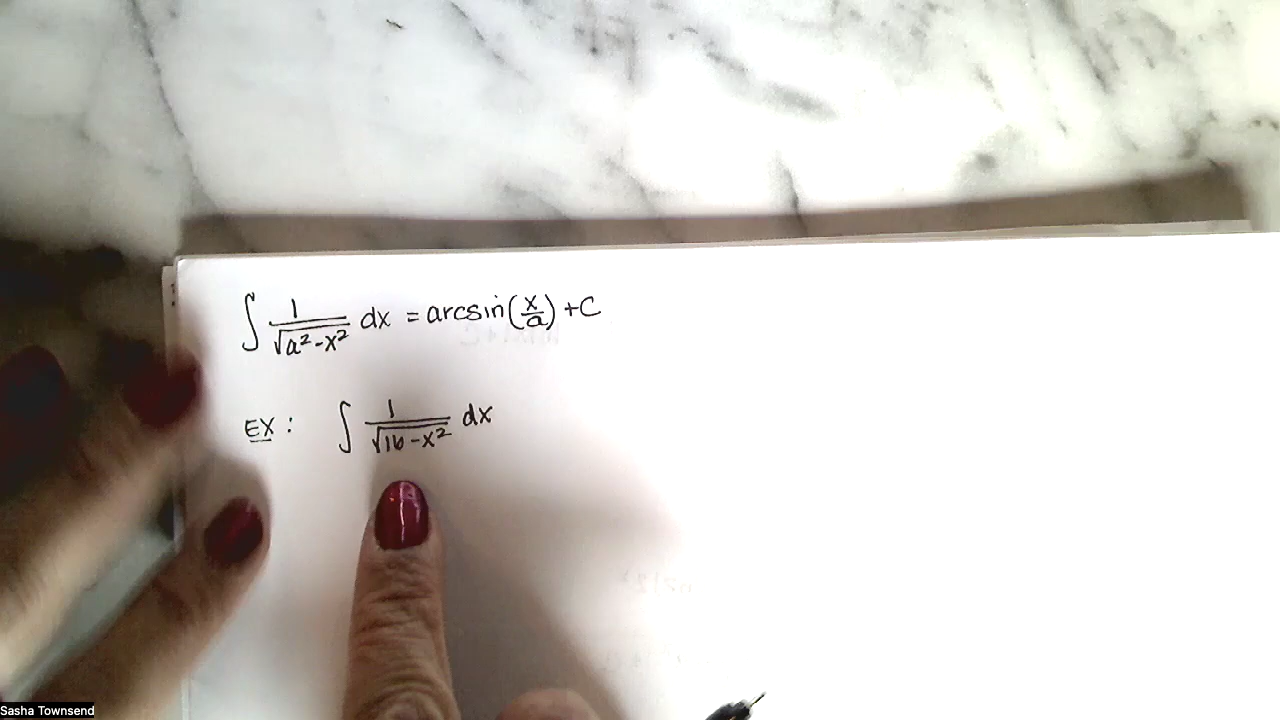 ∫ 1/√(a²-x²) dx = arcsin(x/a) + C
EX: ∫ 1/√(16-x²) dx
Sasha Townsend